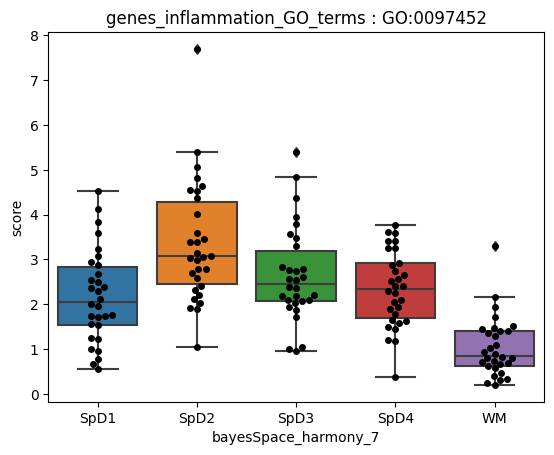 genes_inflammation_GO_terms : GO:0097452
8
7
6
5
4
3
2
1
0
score
SpD1 SpD2 SpD3 SpD4 WM
bayesSpace_harmony_7